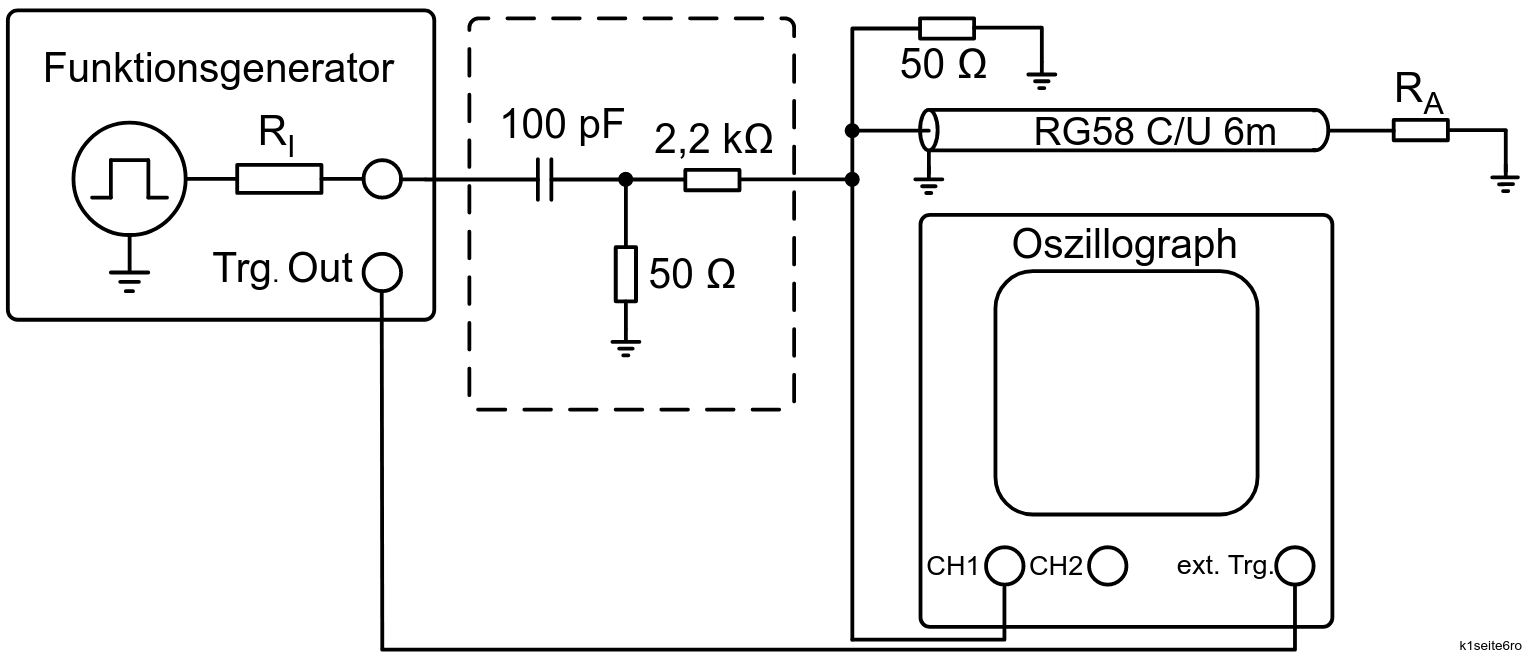 Funktionsgenerator
R_I
Trg. Out
100 pF
2,2 kΩ
50 Ω
50 Ω
RG58 C/U 6m
R_A
Oszillograph
CH1
CH2
ext. Trg.
k1seite6ro